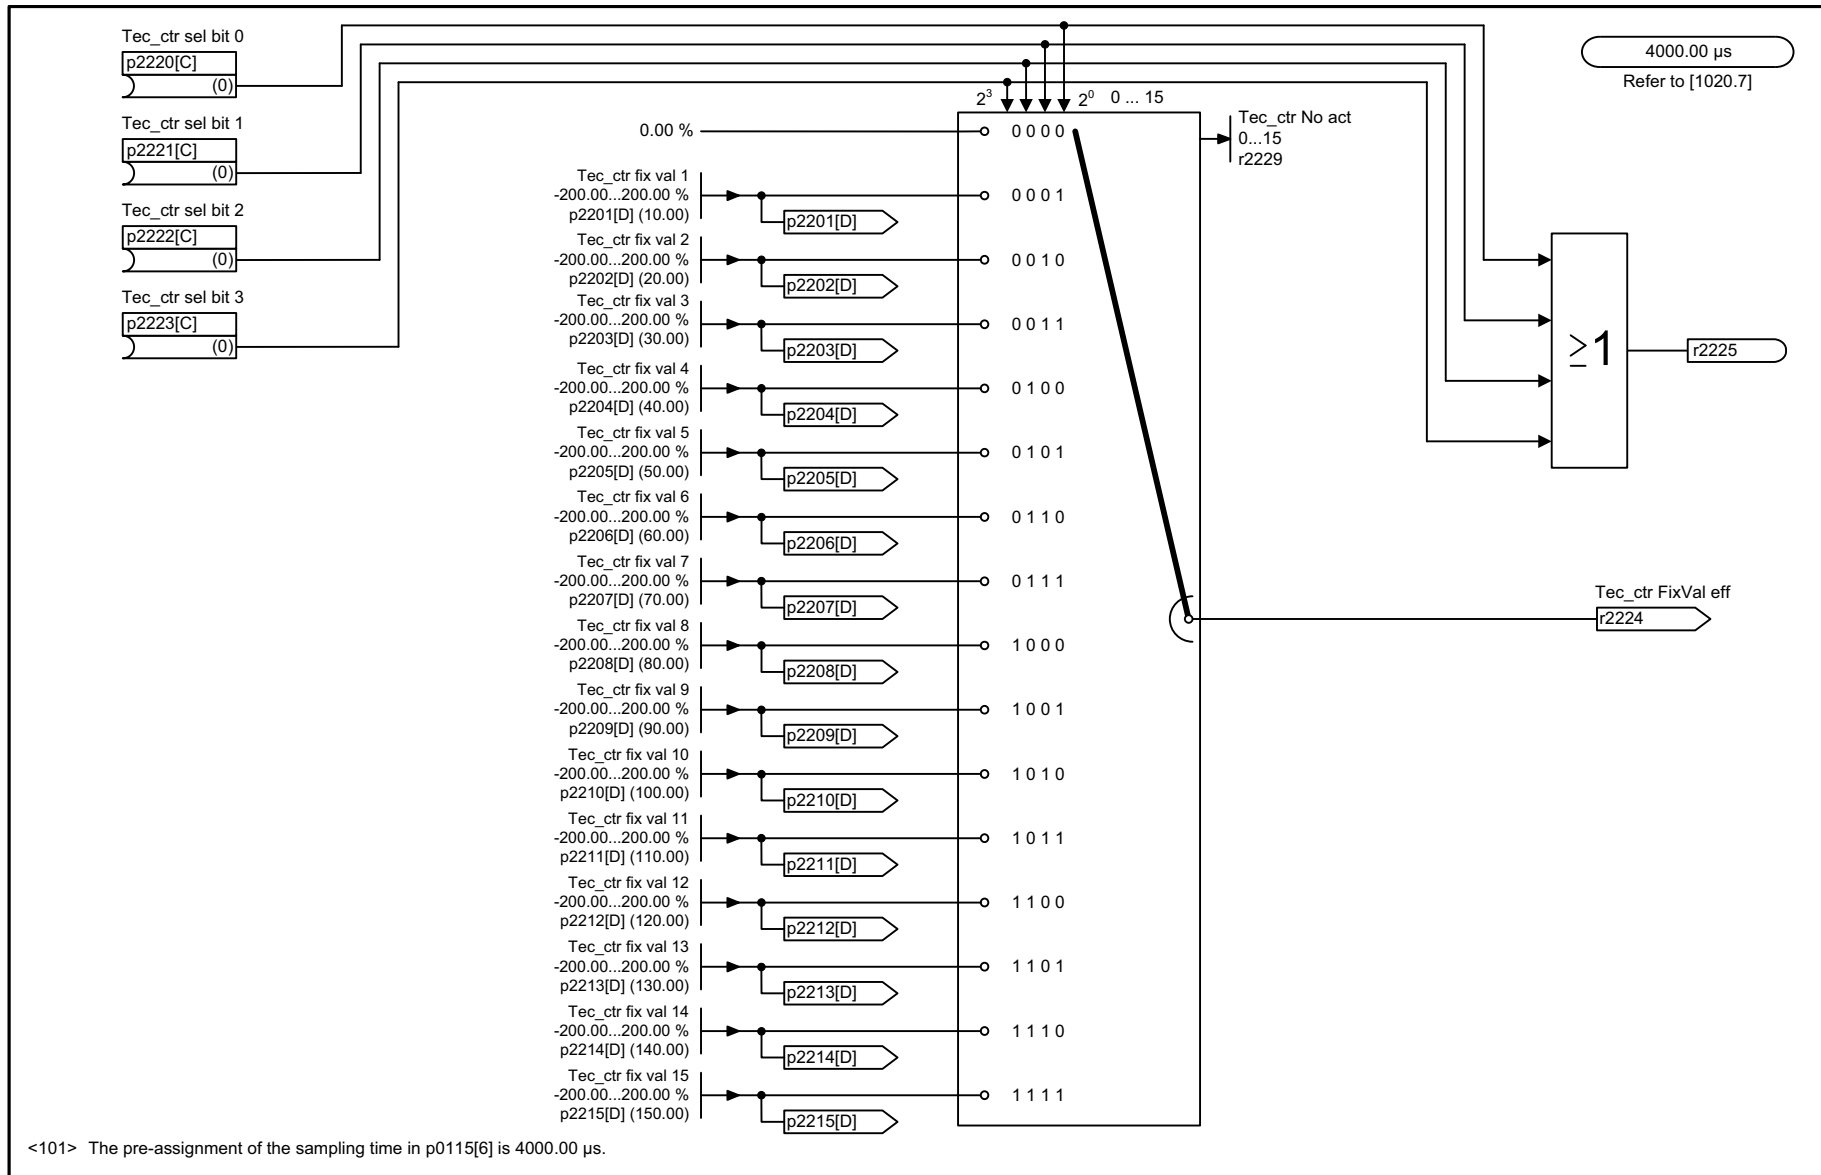 Tec_ctr sel bit 0
p2220[C]
(0)
Tec_ctr sel bit 1
p2221[C]
(0)
Tec_ctr sel bit 2
p2222[C]
(0)
Tec_ctr sel bit 3
p2223[C]
(0)
4000.00 µs
Refer to [1020.7]
2³ 2⁰ 0 ... 15
0.00 % 0 0 0 0
Tec_ctr No act
0...15
r2229
Tec_ctr fix val 1
-200.00...200.00 % 0 0 0 1
p2201[D] (10.00) p2201[D]
Tec_ctr fix val 2
-200.00...200.00 % 0 0 1 0
p2202[D] (20.00) p2202[D]
Tec_ctr fix val 3
-200.00...200.00 % 0 0 1 1
p2203[D] (30.00) p2203[D]
≥1
r2225
Tec_ctr fix val 4
-200.00...200.00 % 0 1 0 0
p2204[D] (40.00) p2204[D]
Tec_ctr fix val 5
-200.00...200.00 % 0 1 0 1
p2205[D] (50.00) p2205[D]
Tec_ctr fix val 6
-200.00...200.00 % 0 1 1 0
p2206[D] (60.00) p2206[D]
Tec_ctr fix val 7
-200.00...200.00 % 0 1 1 1
p2207[D] (70.00) p2207[D]
Tec_ctr FixVal eff
r2224
Tec_ctr fix val 8
-200.00...200.00 % 1 0 0 0
p2208[D] (80.00) p2208[D]
Tec_ctr fix val 9
-200.00...200.00 % 1 0 0 1
p2209[D] (90.00) p2209[D]
Tec_ctr fix val 10
-200.00...200.00 % 1 0 1 0
p2210[D] (100.00) p2210[D]
Tec_ctr fix val 11
-200.00...200.00 % 1 0 1 1
p2211[D] (110.00) p2211[D]
Tec_ctr fix val 12
-200.00...200.00 % 1 1 0 0
p2212[D] (120.00) p2212[D]
Tec_ctr fix val 13
-200.00...200.00 % 1 1 0 1
p2213[D] (130.00) p2213[D]
Tec_ctr fix val 14
-200.00...200.00 % 1 1 1 0
p2214[D] (140.00) p2214[D]
Tec_ctr fix val 15
-200.00...200.00 % 1 1 1 1
p2215[D] (150.00) p2215[D]
<101> The pre-assignment of the sampling time in p0115[6] is 4000.00 µs.